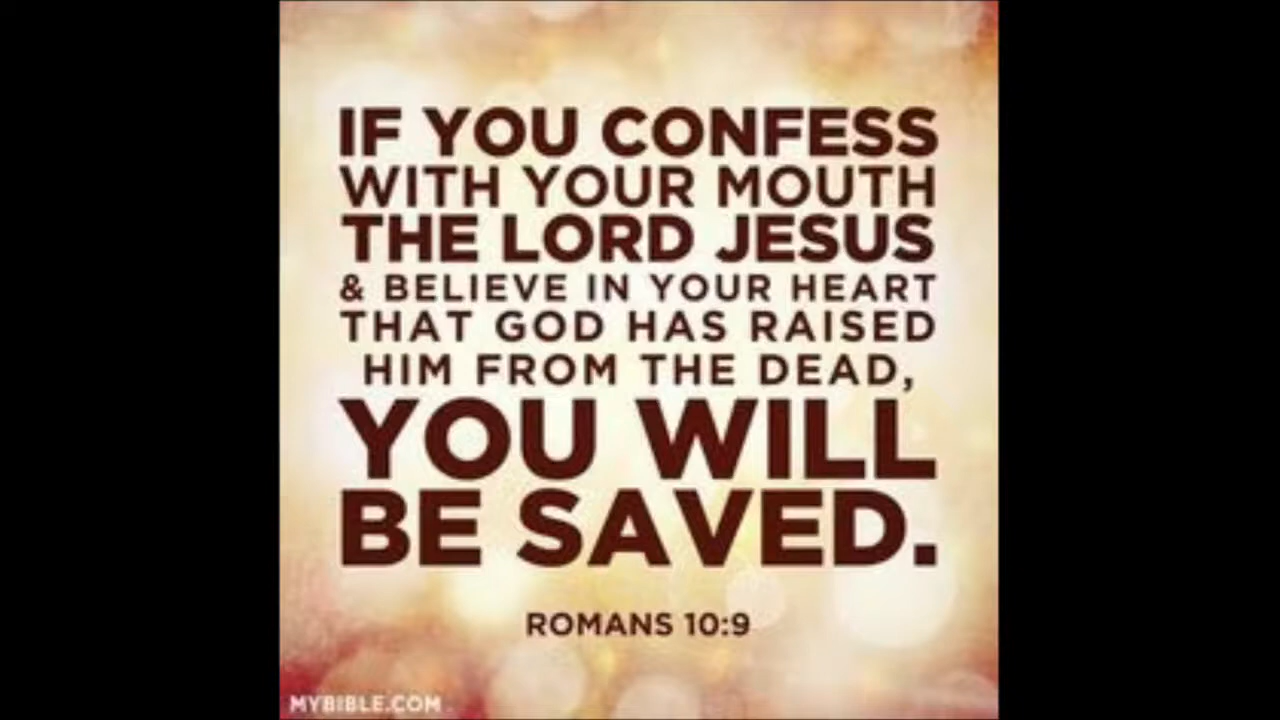 IF YOU CONFESS
WITH YOUR MOUTH
THE LORD JESUS
& BELIEVE IN YOUR HEART
THAT GOD HAS RAISED
HIM FROM THE DEAD,
YOU WILL
BE SAVED.
ROMANS 10:9
MYBIBLE.COM